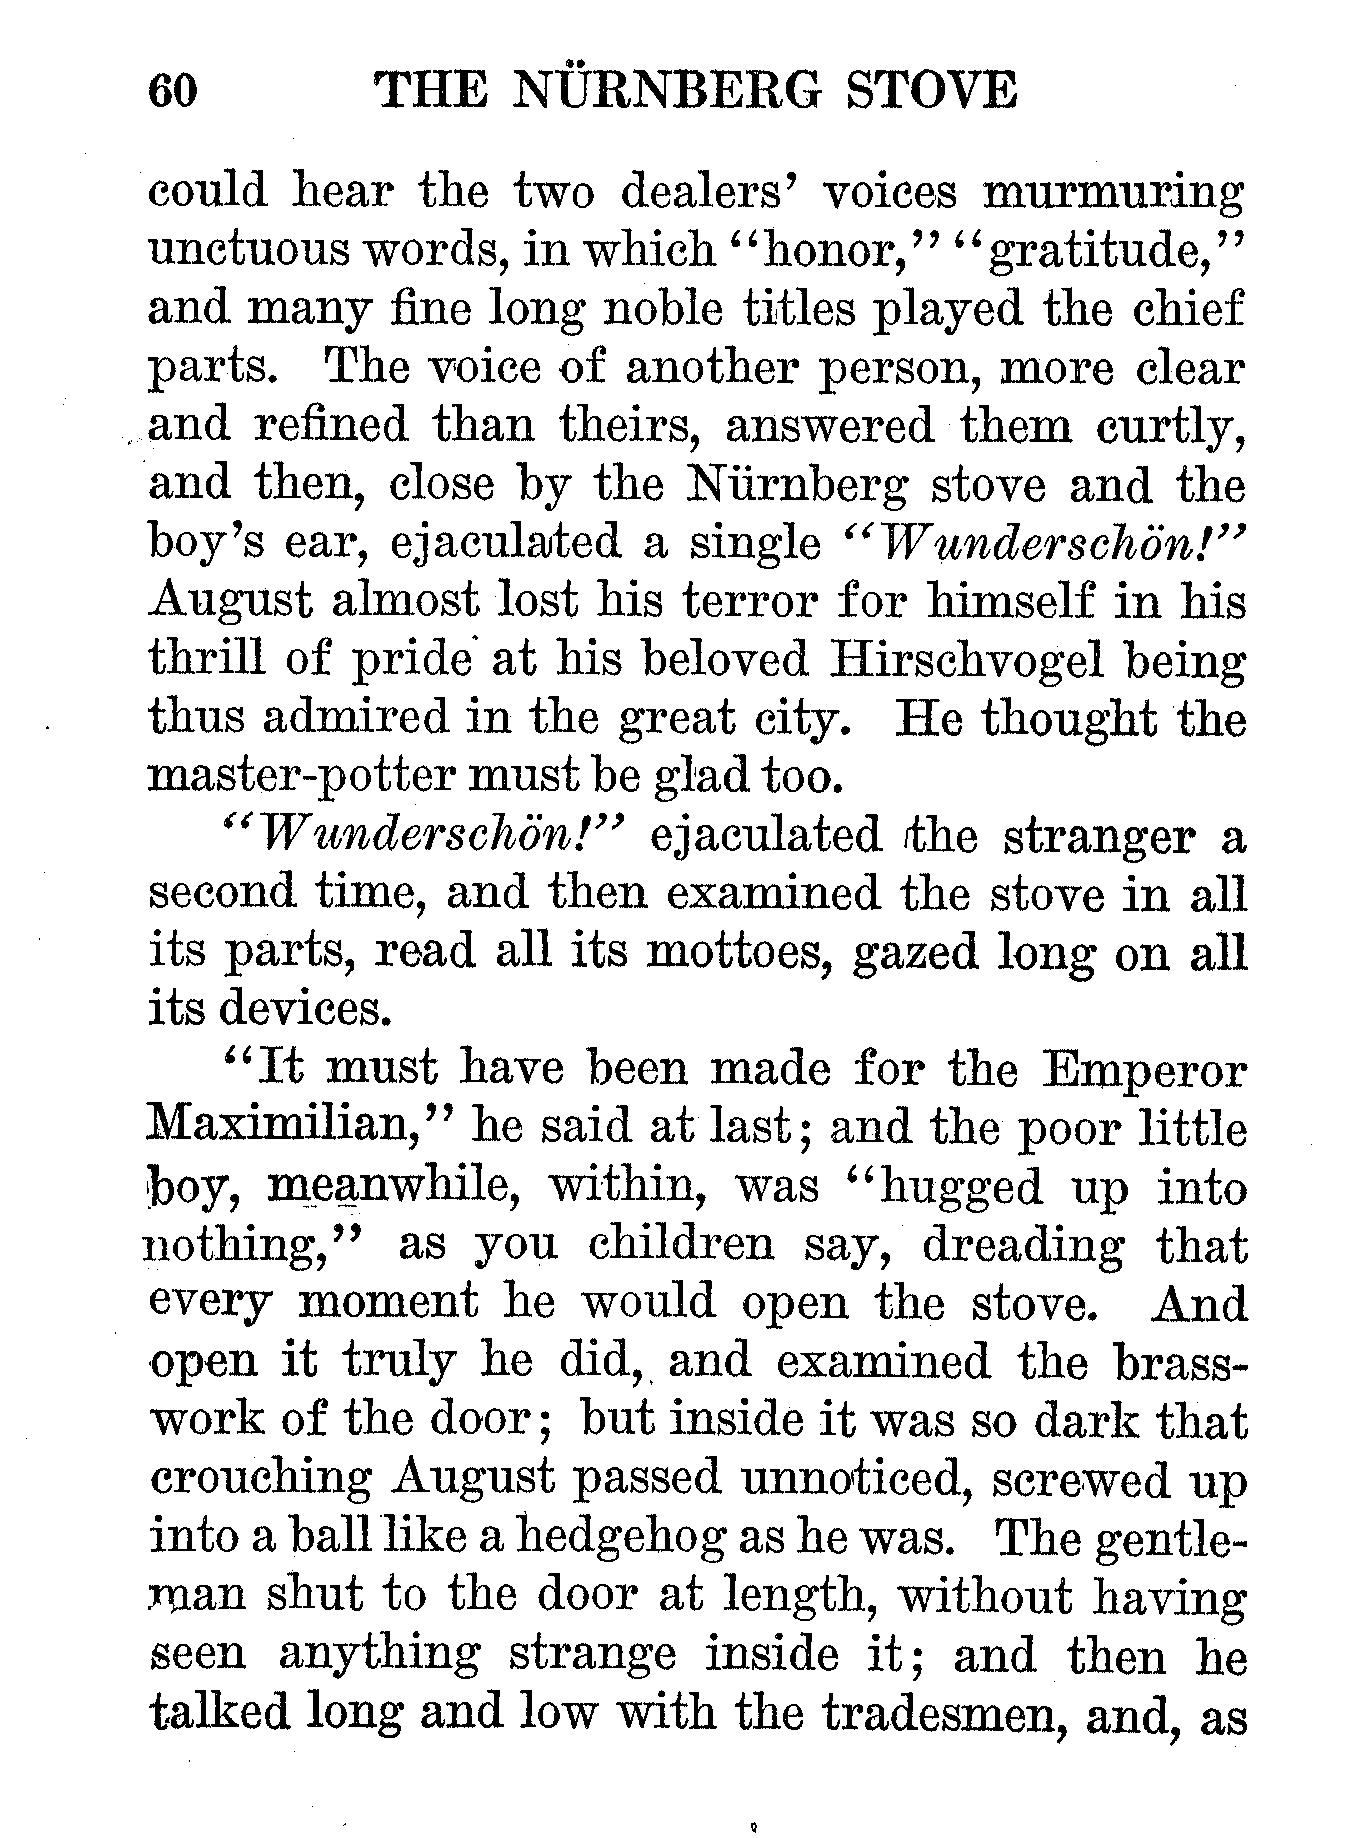 60 THE NÜRNBERG STOVE
could hear the two dealers' voices murmuring
unctuous words, in which "honor," "gratitude,"
and many fine long noble titles played the chief
parts. The voice of another person, more clear
and refined than theirs, answered them curtly,
and then, close by the Nürnberg stove and the
boy's ear, ejaculated a single "Wunderschön!"
August almost lost his terror for himself in his
thrill of pride at his beloved Hirschvogel being
thus admired in the great city. He thought the
master-potter must be glad too.
"Wunderschön!" ejaculated the stranger a
second time, and then examined the stove in all
its parts, read all its mottoes, gazed long on all
its devices.
"It must have been made for the Emperor
Maximilian," he said at last; and the poor little
boy, meanwhile, within, was "hugged up into
nothing," as you children say, dreading that
every moment he would open the stove. And
open it truly he did, and examined the brass-
work of the door; but inside it was so dark that
crouching August passed unnoticed, screwed up
into a ball like a hedgehog as he was. The gentle-
man shut to the door at length, without having
seen anything strange inside it; and then he
talked long and low with the tradesmen, and, as